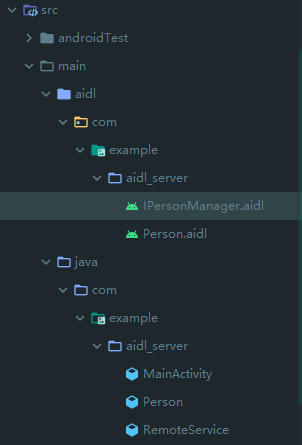 src
androidTest
main
aidl
com
example
aidl_server
IPersonManager.aidl
Person.aidl
java
com
example
aidl_server
MainActivity
Person
RemoteService